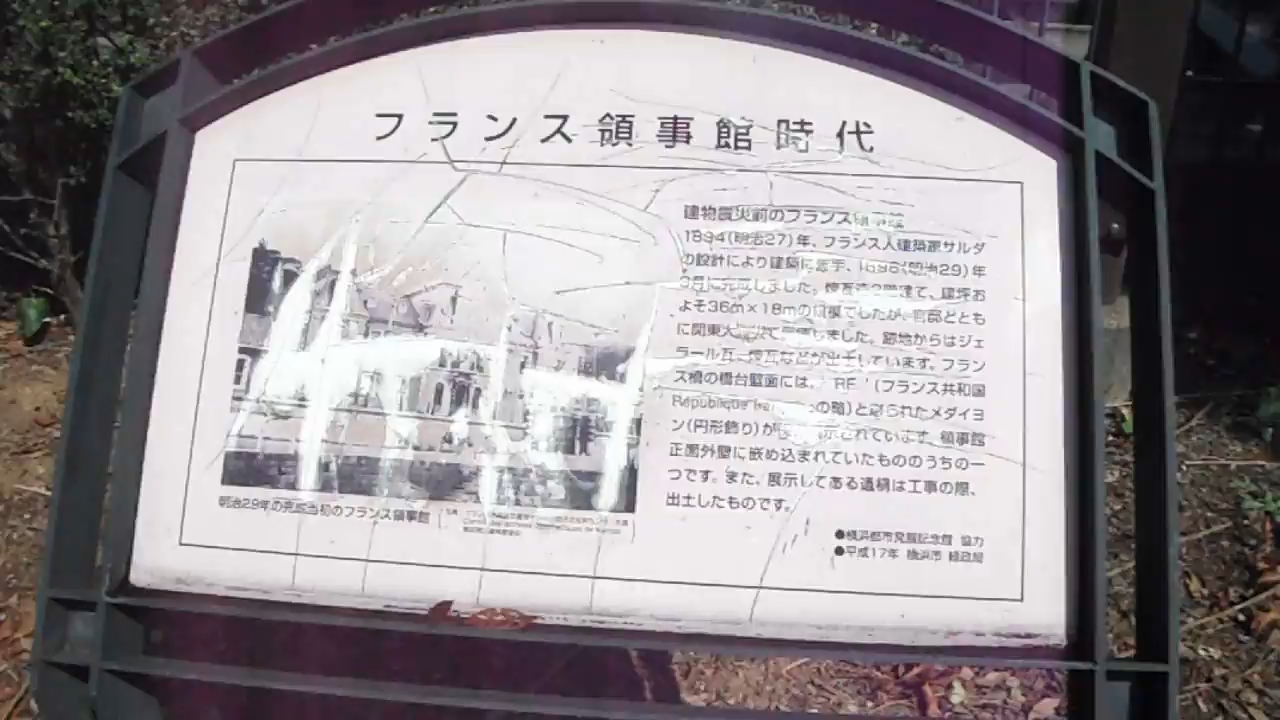 フランス領事館時代
建物震災前のフランス領事館
1894(明治27)年、フランス人建築家サルダ
の設計により建築に着手、1896(明治29)年
3月に完成しました。煉瓦造2階建て、建坪お
よそ36m×18mの規模でしたが、官邸ととも
に関東大 しました。跡地からはジェ
ラール瓦、煉瓦などが出土しています。フラン
ス橋の橋台壁面には、"RF"(フランス共和国
République の略)と彫られたメダイヨ
ン(円形飾り)が 示されています。領事館
正面外壁に嵌め込まれていたもののうちの一
つです。また、展示してある遺構は工事の際、
出土したものです。
明治29年の完成当初のフランス領事館
●横浜都市発展記念館 協力
●平成17年 横浜市 緑政局